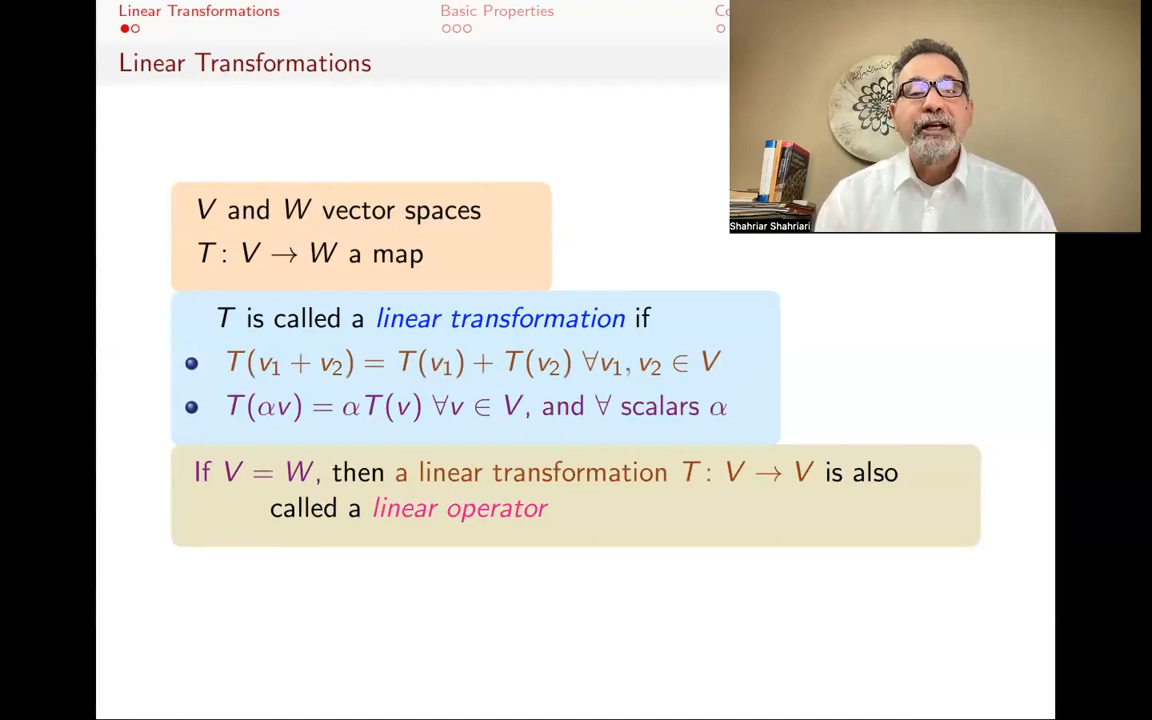 Linear Transformations
Basic Properties
Linear Transformations
V and W vector spaces
T: V → W a map
T is called a linear transformation if
T(v₁ + v₂) = T(v₁) + T(v₂) ∀v₁, v₂ ∈ V
T(αv) = αT(v) ∀v ∈ V, and ∀ scalars α
If V = W, then a linear transformation T: V → V is also
called a linear operator
Shahriar Shahriari